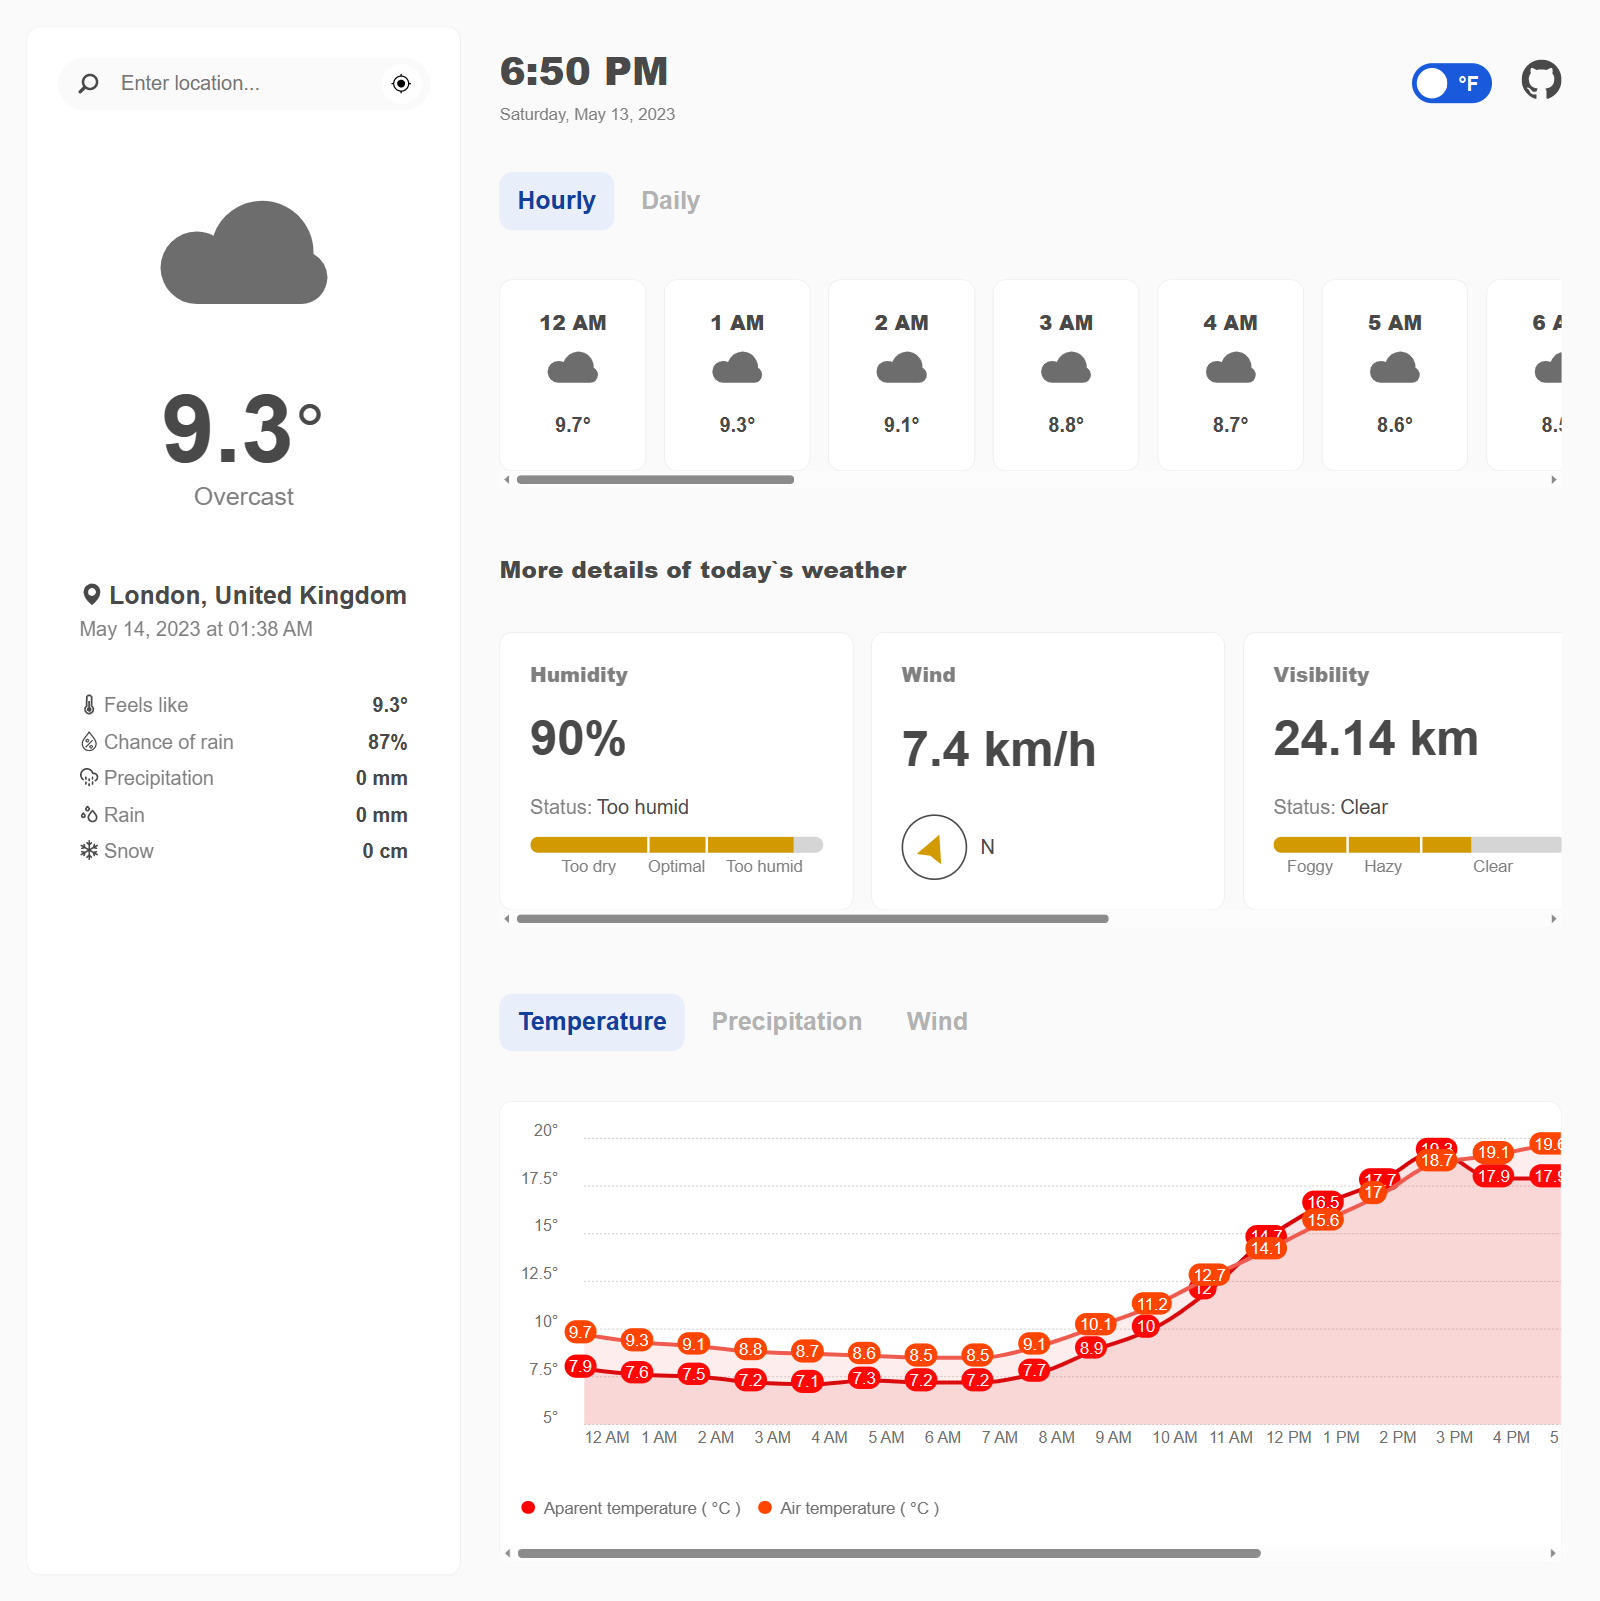 Enter location...
9.3°
Overcast
London, United Kingdom
May 14, 2023 at 01:38 AM
Feels like 9.3°
Chance of rain 87%
Precipitation 0 mm
Rain 0 mm
Snow 0 cm
6:50 PM
Saturday, May 13, 2023
°F
Hourly Daily
12 AM 1 AM 2 AM 3 AM 4 AM 5 AM 6 A
9.7° 9.3° 9.1° 8.8° 8.7° 8.6° 8.5
More details of today`s weather
Humidity
90%
Status: Too humid
Too dry Optimal Too humid
Wind
7.4 km/h
N
Visibility
24.14 km
Status: Clear
Foggy Hazy Clear
Temperature Precipitation Wind
20°
17.5°
15°
12.5°
10°
7.5°
5°
9.7 9.3 9.1 8.8 8.7 8.6 8.5 8.5 9.1 10.1 11.2 12.7 14.1 15.6 17 18.7 19.1 19.6
7.9 7.6 7.5 7.2 7.1 7.3 7.2 7.2 7.7 8.9 10 12 14.7 16.5 17.7 19.3 17.9 17.9
12 AM 1 AM 2 AM 3 AM 4 AM 5 AM 6 AM 7 AM 8 AM 9 AM 10 AM 11 AM 12 PM 1 PM 2 PM 3 PM 4 PM 5
Aparent temperature ( °C ) Air temperature ( °C )